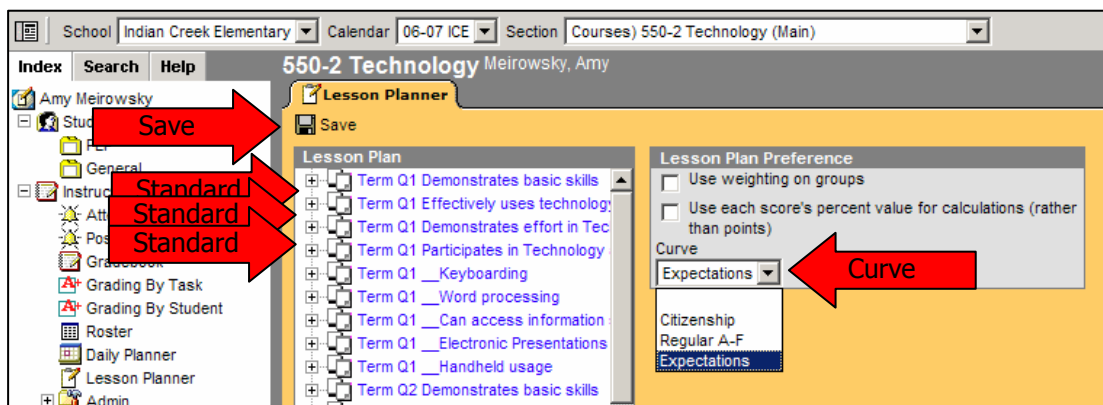 School Indian Creek Elementary Calendar 06-07 ICE Section Courses) 550-2 Technology (Main)
Index Search Help
550-2 Technology Meirowsky, Amy
Amy Meirowsky
Lesson Planner
Stud
Save
Save
PLP
General
Lesson Plan
Lesson Plan Preference
Term Q1 Demonstrates basic skills
Use weighting on groups
Instruc
Standard
Term Q1 Effectively uses technology
Use each score's percent value for calculations (rather
than points)
Atte
Standard
Term Q1 Demonstrates effort in Tec
Pos
Standard
Term Q1 Participates in Technology
Curve
Gradebook
Term Q1 __Keyboarding
Expectations
Curve
Grading By Task
Term Q1 __Word processing
Grading By Student
Term Q1 __Can access information
Citizenship
Roster
Term Q1 __Electronic Presentations
Regular A-F
Daily Planner
Term Q1 __Handheld usage
Expectations
Lesson Planner
Term Q2 Demonstrates basic skills
Admin